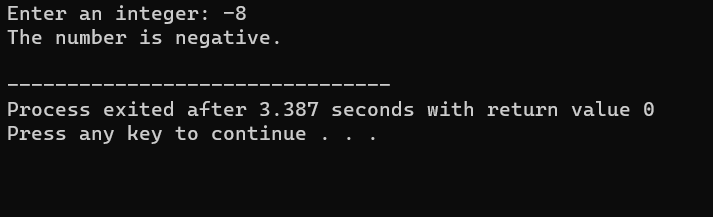 Enter an integer: -8
The number is negative.
--------------------------------
Process exited after 3.387 seconds with return value 0
Press any key to continue . . .